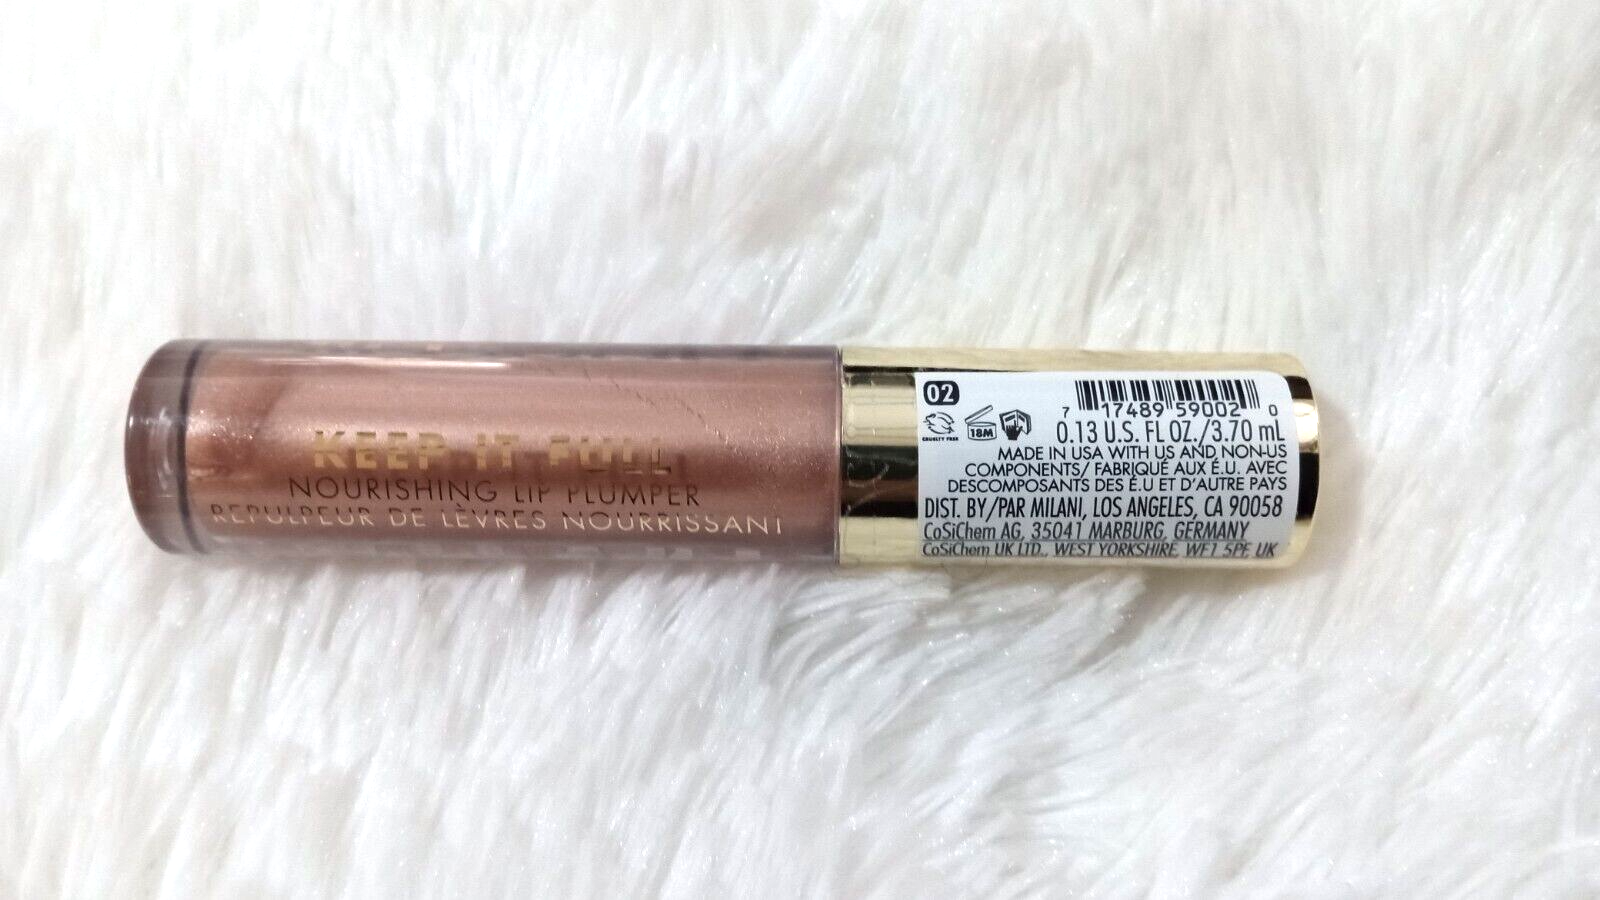 KEEP IT FULL
NOURISHING LIP PLUMPER
REPULPEUR DE LÈVRES NOURRISSANT
02
7 17489 59002 0
CRUELTY FREE
18M
0.13 U.S. FL OZ./3.70 mL
MADE IN USA WITH US AND NON-US
COMPONENTS/ FABRIQUÉ AUX É.U. AVEC
DESCOMPOSANTS DES É.U ET D'AUTRE PAYS
DIST. BY/PAR MILANI, LOS ANGELES, CA 90058
CoSiChem AG, 35041 MARBURG, GERMANY
CoSiChem UK LTD., WEST YORKSHIRE, WF1 5PF, UK